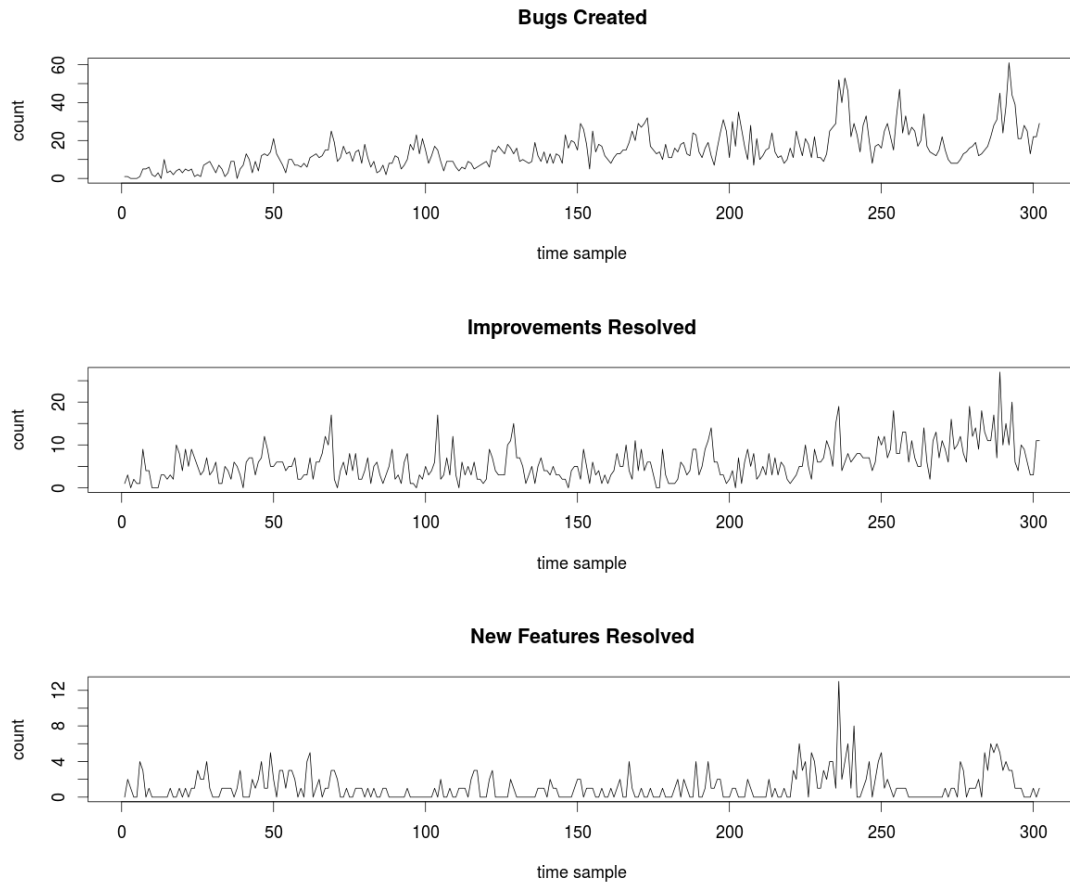 Bugs Created
count
0 20 40 60
0 50 100 150 200 250 300
time sample
Improvements Resolved
count
0 10 20
0 50 100 150 200 250 300
time sample
New Features Resolved
count
0 4 8 12
0 50 100 150 200 250 300
time sample